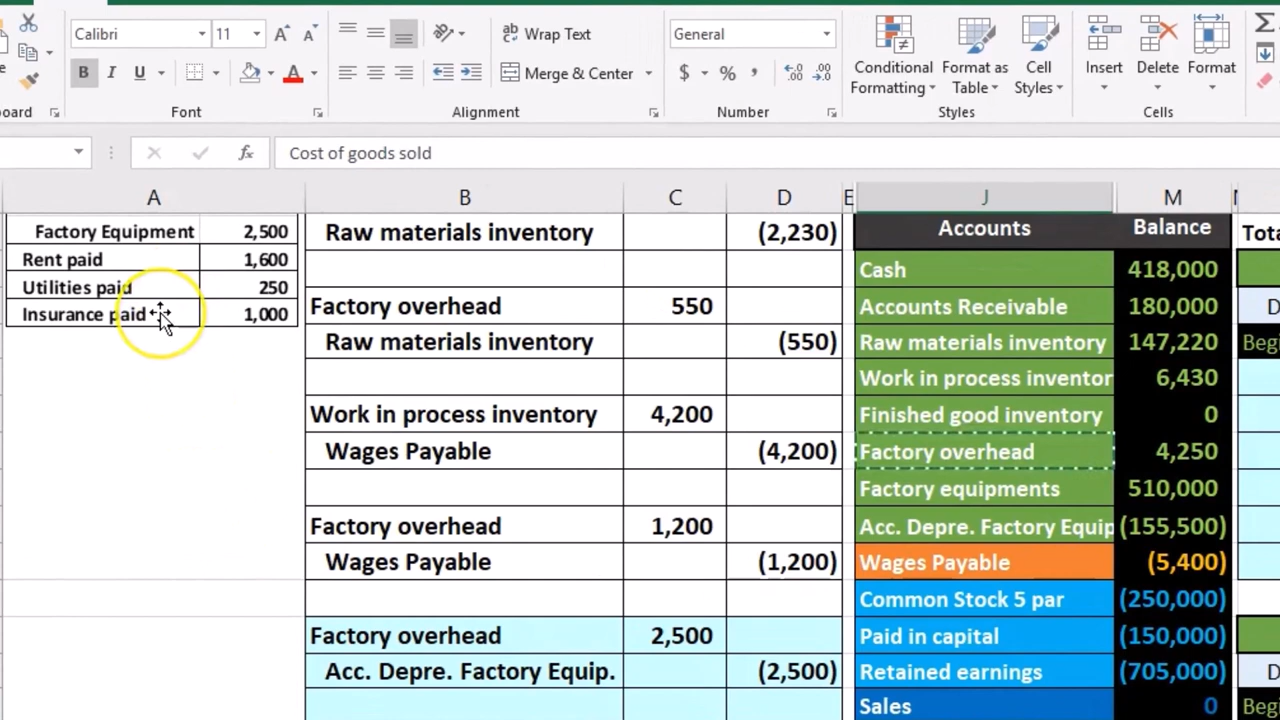 Calibri 11 A A Wrap Text General
B I U A Merge & Center $ % , Conditional Formatting Format as Table Cell Styles Insert Delete Format
Font Alignment Number Styles Cells
fx Cost of goods sold
A B C D E J M
Factory Equipment 2,500 Raw materials inventory (2,230) Accounts Balance
Rent paid 1,600 Cash 418,000
Utilities paid 250 Factory overhead 550 Accounts Receivable 180,000
Insurance paid 1,000 Raw materials inventory (550) Raw materials inventory 147,220
Work in process inventor 6,430
Work in process inventory 4,200 Finished good inventory 0
Wages Payable (4,200) Factory overhead 4,250
Factory equipments 510,000
Factory overhead 1,200 Acc. Depre. Factory Equip (155,500)
Wages Payable (1,200) Wages Payable (5,400)
Common Stock 5 par (250,000)
Factory overhead 2,500 Paid in capital (150,000)
Acc. Depre. Factory Equip. (2,500) Retained earnings (705,000)
Sales 0